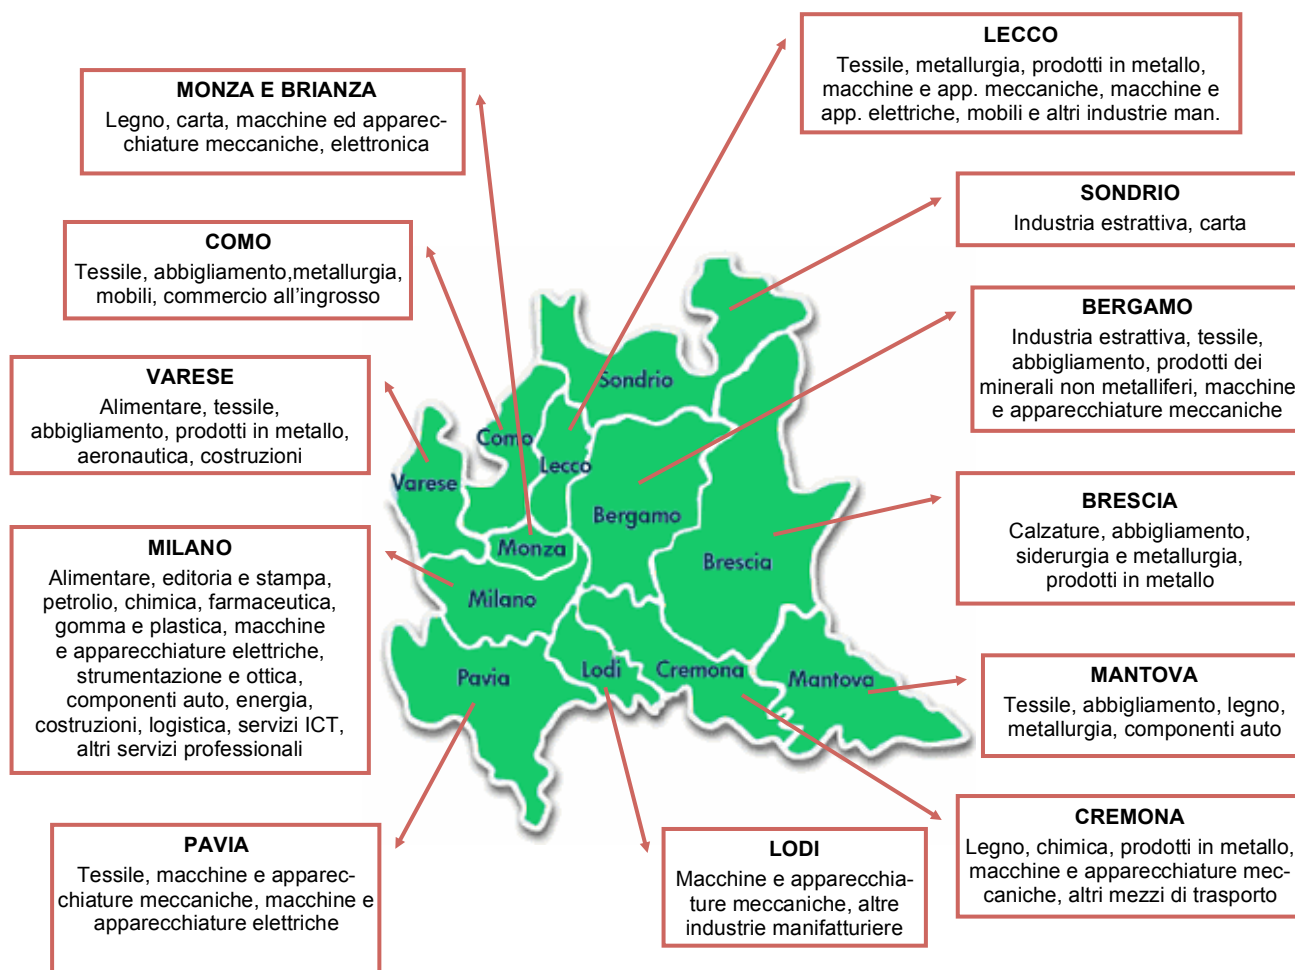 LECCO
Tessile, metallurgia, prodotti in metallo,
macchine e app. meccaniche, macchine e
app. elettriche, mobili e altri industrie man.
MONZA E BRIANZA
Legno, carta, macchine ed apparec-
chiature meccaniche, elettronica
SONDRIO
Industria estrattiva, carta
COMO
Tessile, abbigliamento,metallurgia,
mobili, commercio all'ingrosso
BERGAMO
Industria estrattiva, tessile,
abbigliamento, prodotti dei
minerali non metalliferi, macchine
e apparecchiature meccaniche
VARESE
Alimentare, tessile,
abbigliamento, prodotti in metallo,
aeronautica, costruzioni
BRESCIA
Calzature, abbigliamento,
siderurgia e metallurgia,
prodotti in metallo
MILANO
Alimentare, editoria e stampa,
petrolio, chimica, farmaceutica,
gomma e plastica, macchine
e apparecchiature elettriche,
strumentazione e ottica,
componenti auto, energia,
costruzioni, logistica, servizi ICT,
altri servizi professionali
MANTOVA
Tessile, abbigliamento, legno,
metallurgia, componenti auto
CREMONA
Legno, chimica, prodotti in metallo,
macchine e apparecchiature mec-
caniche, altri mezzi di trasporto
PAVIA
Tessile, macchine e apparec-
chiature meccaniche, macchine e
apparecchiature elettriche
LODI
Macchine e apparecchia-
ture meccaniche, altre
industrie manifatturiere
Sondrio
Como
Lecco
Varese
Bergamo
Monza
Brescia
Milano
Pavia
Lodi
Cremona
Mantova